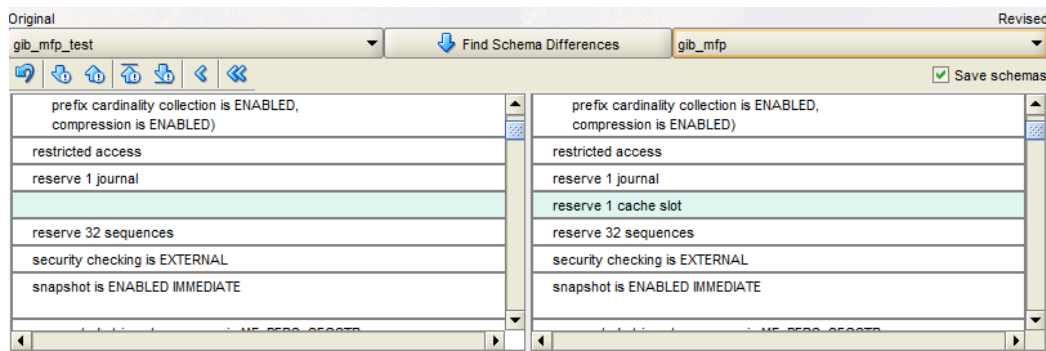 Original Revised
gib_mfp_test Find Schema Differences gib_mfp
Save schemas
prefix cardinality collection is ENABLED,
compression is ENABLED)
restricted access
reserve 1 journal
reserve 32 sequences
security checking is EXTERNAL
snapshot is ENABLED IMMEDIATE
prefix cardinality collection is ENABLED,
compression is ENABLED)
restricted access
reserve 1 journal
reserve 1 cache slot
reserve 32 sequences
security checking is EXTERNAL
snapshot is ENABLED IMMEDIATE